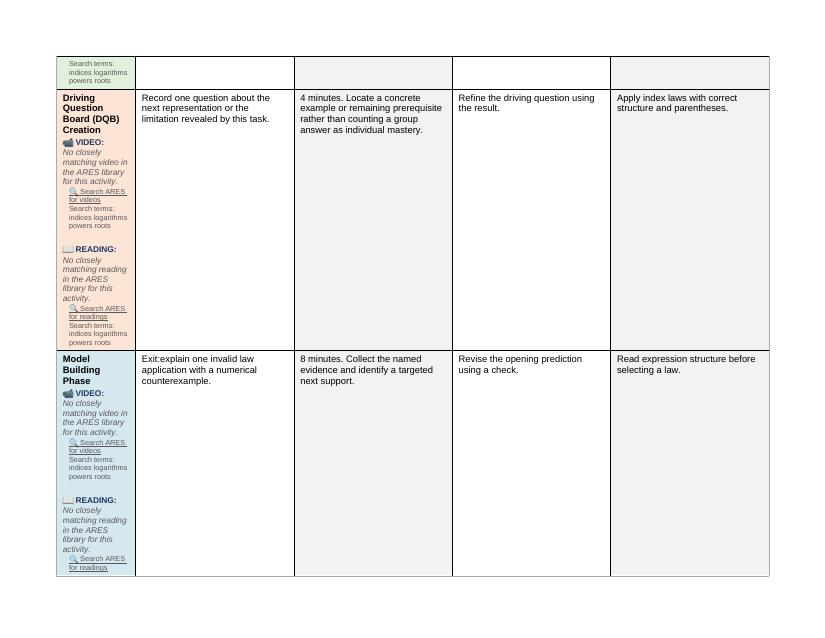 Search terms:
indices logarithms
powers roots
Driving
Question
Board (DQB)
Creation
📹 VIDEO:
No closely
matching video in
the ARES library
for this activity.
🔍 Search ARES
for videos
Search terms:
indices logarithms
powers roots
📖 READING:
No closely
matching reading
in the ARES
library for this
activity.
🔍 Search ARES
for readings
Search terms:
indices logarithms
powers roots
Record one question about the
next representation or the
limitation revealed by this task.
4 minutes. Locate a concrete
example or remaining prerequisite
rather than counting a group
answer as individual mastery.
Refine the driving question using
the result.
Apply index laws with correct
structure and parentheses.
Model
Building
Phase
📹 VIDEO:
No closely
matching video in
the ARES library
for this activity.
🔍 Search ARES
for videos
Search terms:
indices logarithms
powers roots
📖 READING:
No closely
matching reading
in the ARES
library for this
activity.
🔍 Search ARES
for readings
Exit:explain one invalid law
application with a numerical
counterexample.
8 minutes. Collect the named
evidence and identify a targeted
next support.
Revise the opening prediction
using a check.
Read expression structure before
selecting a law.